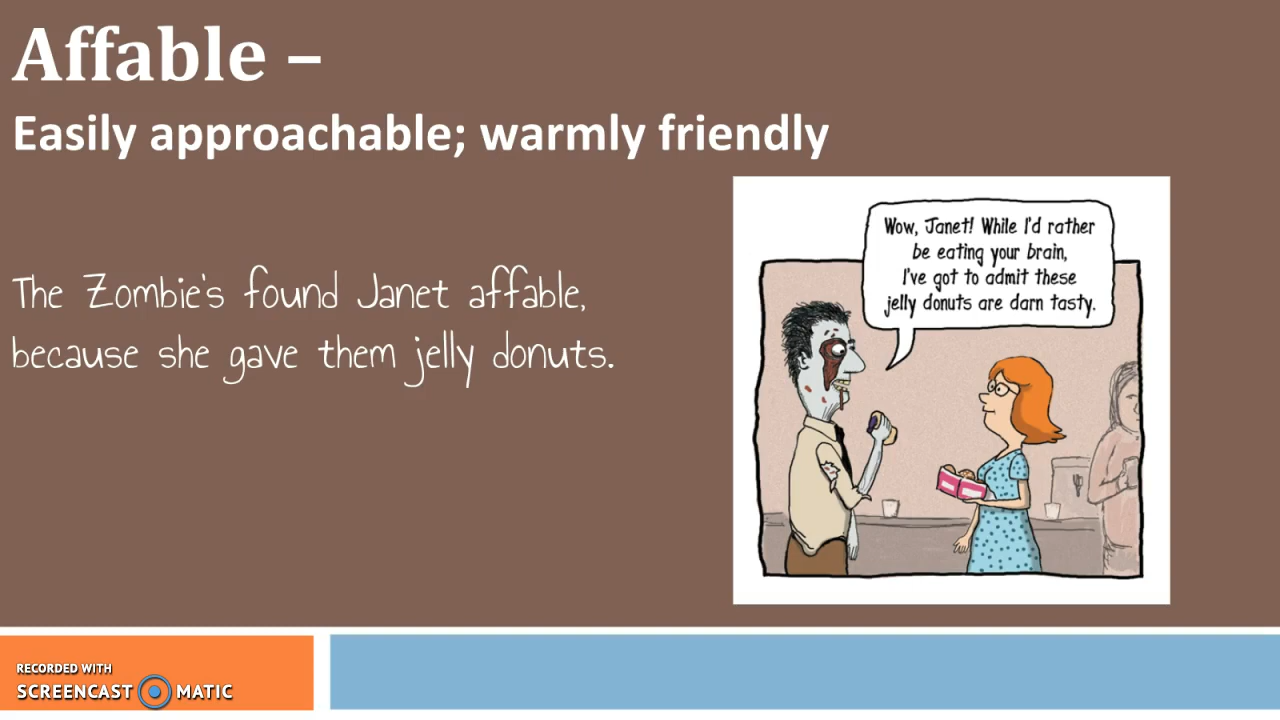 Affable –
Easily approachable; warmly friendly
The Zombie's found Janet affable,
because she gave them jelly donuts.
Wow, Janet! While I'd rather
be eating your brain,
I've got to admit these
jelly donuts are darn tasty.
RECORDED WITH
SCREENCAST MATIC